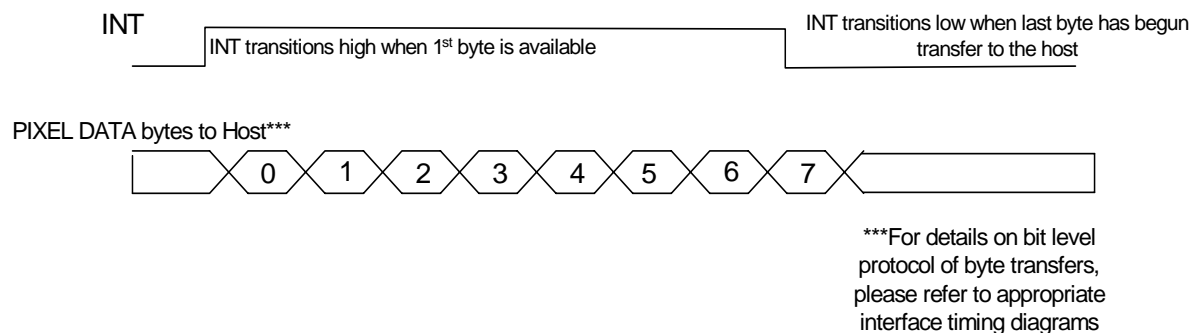 INT
INT transitions high when 1st byte is available
INT transitions low when last byte has begun
transfer to the host
PIXEL DATA bytes to Host***
0 1 2 3 4 5 6 7
***For details on bit level
protocol of byte transfers,
please refer to appropriate
interface timing diagrams